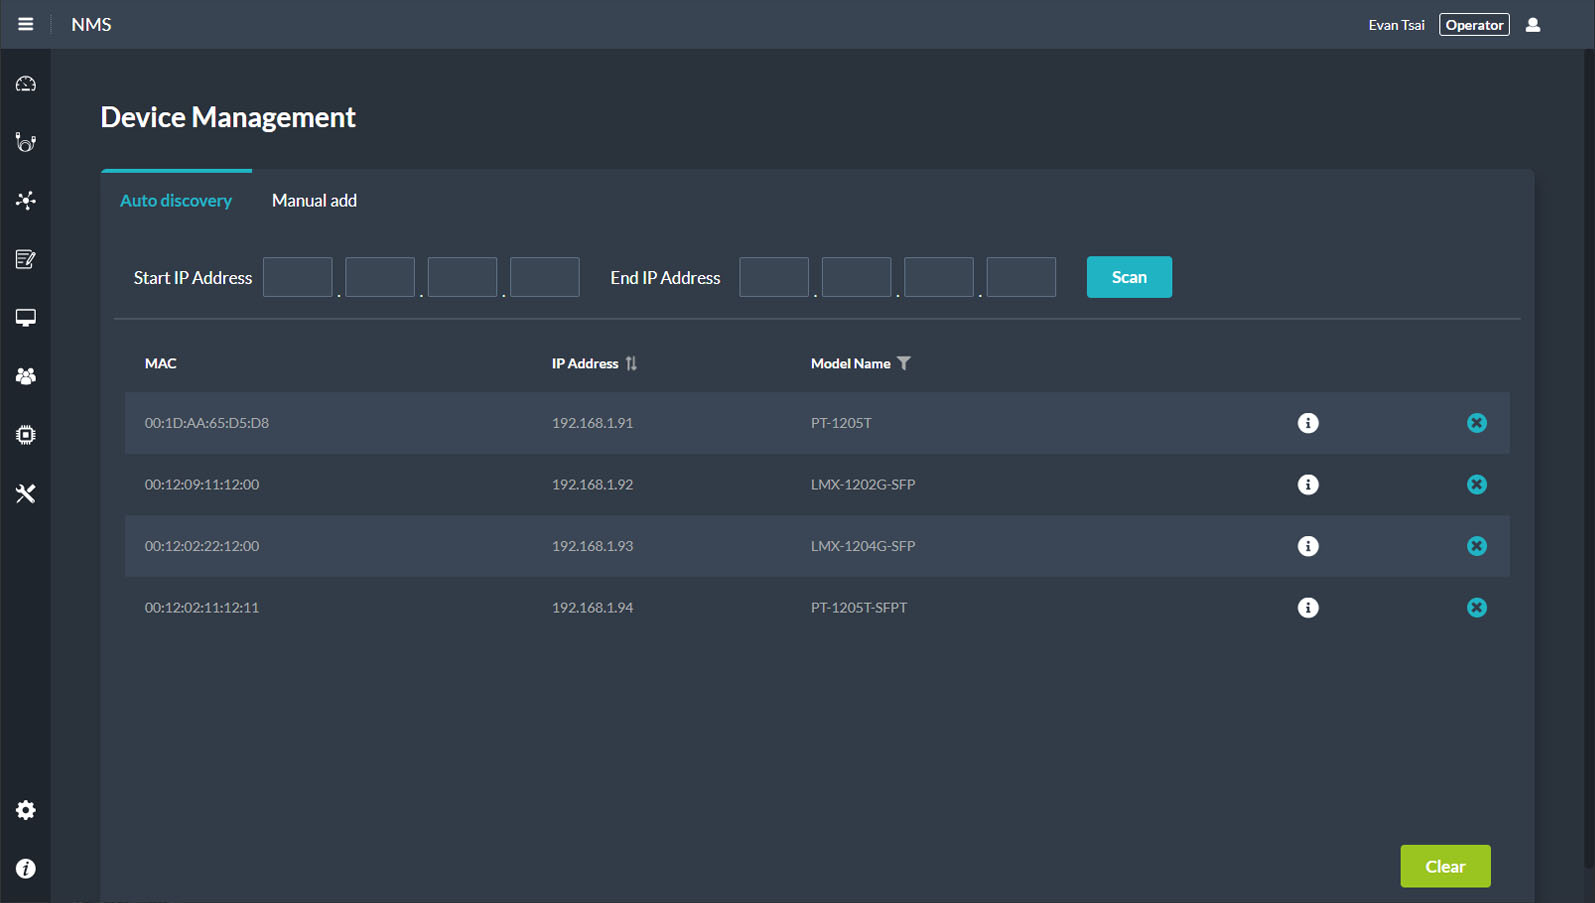 NMS
Evan Tsai Operator
Device Management
Auto discovery Manual add
Start IP Address . . . End IP Address . . . Scan
MAC IP Address Model Name
00:1D:AA:65:D5:D8 192.168.1.91 PT-1205T
00:12:09:11:12:00 192.168.1.92 LMX-1202G-SFP
00:12:02:22:12:00 192.168.1.93 LMX-1204G-SFP
00:12:02:11:12:11 192.168.1.94 PT-1205T-SFPT
Clear